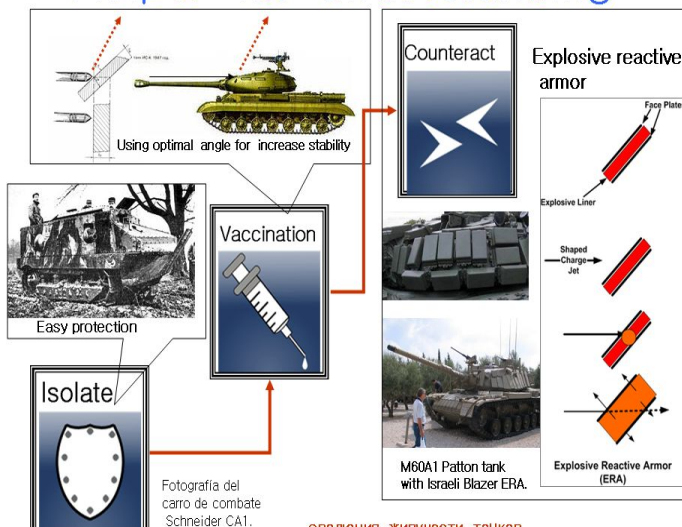 Using optimal angle for increase stability
Easy protection
Isolate
Vaccination
Counteract
Explosive reactive
armor
Face Plate
Explosive Liner
Shaped
Charge
Jet
Explosive Reactive Armor
(ERA)
M60A1 Patton tank
with Israeli Blazer ERA.
Fotografía del
carro de combate
Schneider CA1.